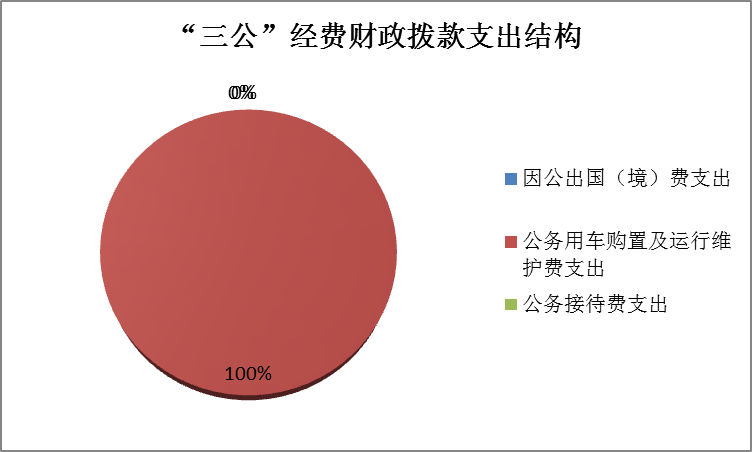 “三公”经费财政拨款支出结构
0%
0%
100%
因公出国（境）费支出
公务用车购置及运行维
护费支出
公务接待费支出